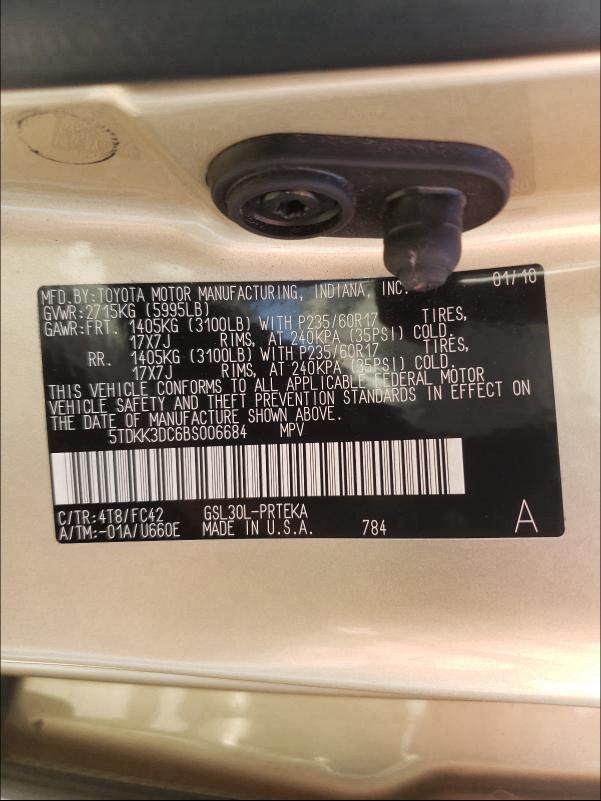 MFD.BY:TOYOTA MOTOR MANUFACTURING, INDIANA, INC. 01/10
GVWR:2715KG (5995LB)
GAWR:FRT. 1405KG (3100LB) WITH P235/60R17 TIRES,
17X7J RIMS, AT 240KPA (35PSI) COLD.
RR. 1405KG (3100LB) WITH P235/60R17 TIRES,
17X7J RIMS, AT 240KPA (35PSI) COLD.
THIS VEHICLE CONFORMS TO ALL APPLICABLE FEDERAL MOTOR
VEHICLE SAFETY AND THEFT PREVENTION STANDARDS IN EFFECT ON
THE DATE OF MANUFACTURE SHOWN ABOVE.
5TDKK3DC6BS006684 MPV
C/TR:4T8/FC42 GSL30L-PRTEKA
A/TM:-01A/U660E MADE IN U.S.A. 784 A